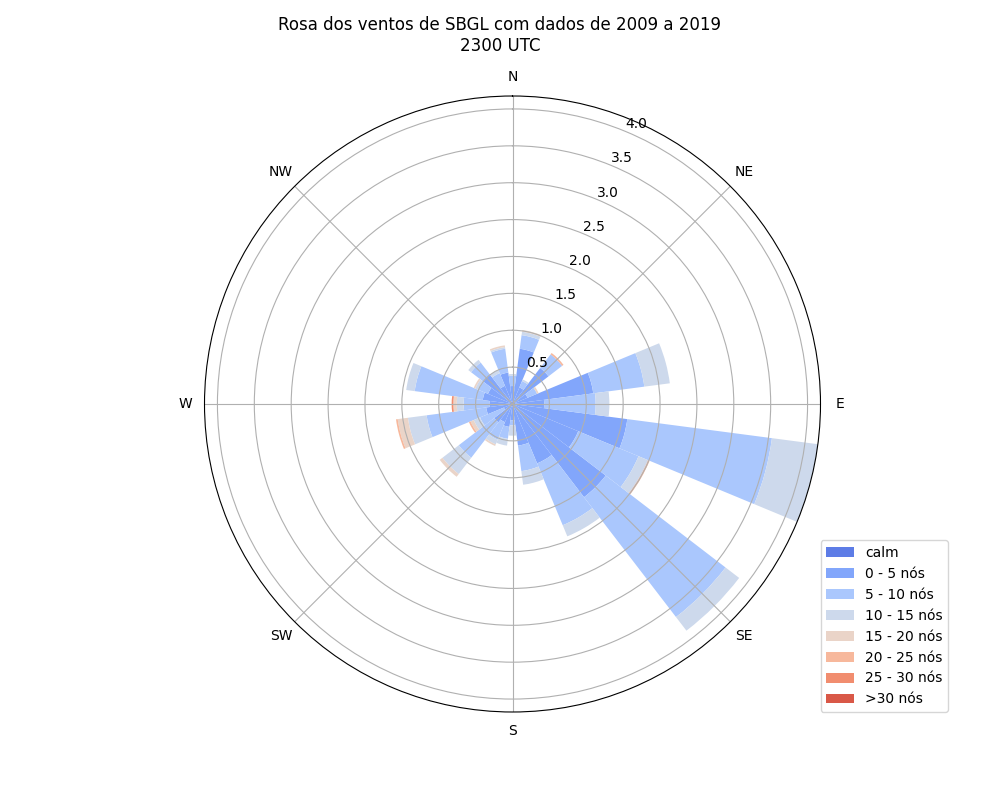 Rosa dos ventos de SBGL com dados de 2009 a 2019
2300 UTC
N
NW
NE
4.0
3.5
3.0
2.5
2.0
1.5
1.0
0.5
W
E
SW
SE
S
calm
0 - 5 nós
5 - 10 nós
10 - 15 nós
15 - 20 nós
20 - 25 nós
25 - 30 nós
>30 nós